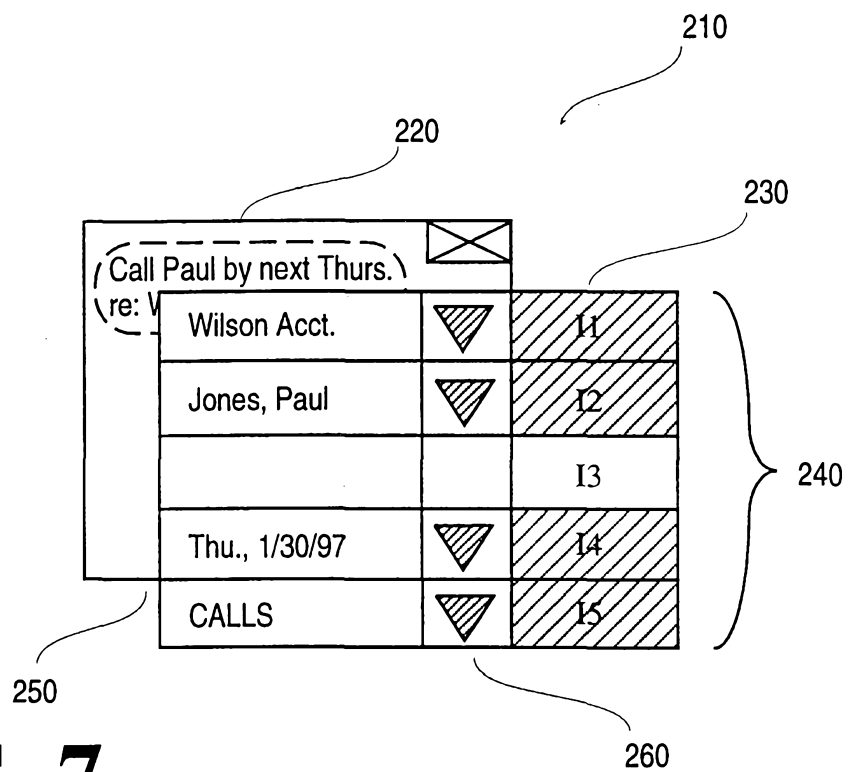 210
220
230
Call Paul by next Thurs.
re: W
Wilson Acct. I1
Jones, Paul I2
I3
240
Thu., 1/30/97 I4
CALLS I5
250
260
7